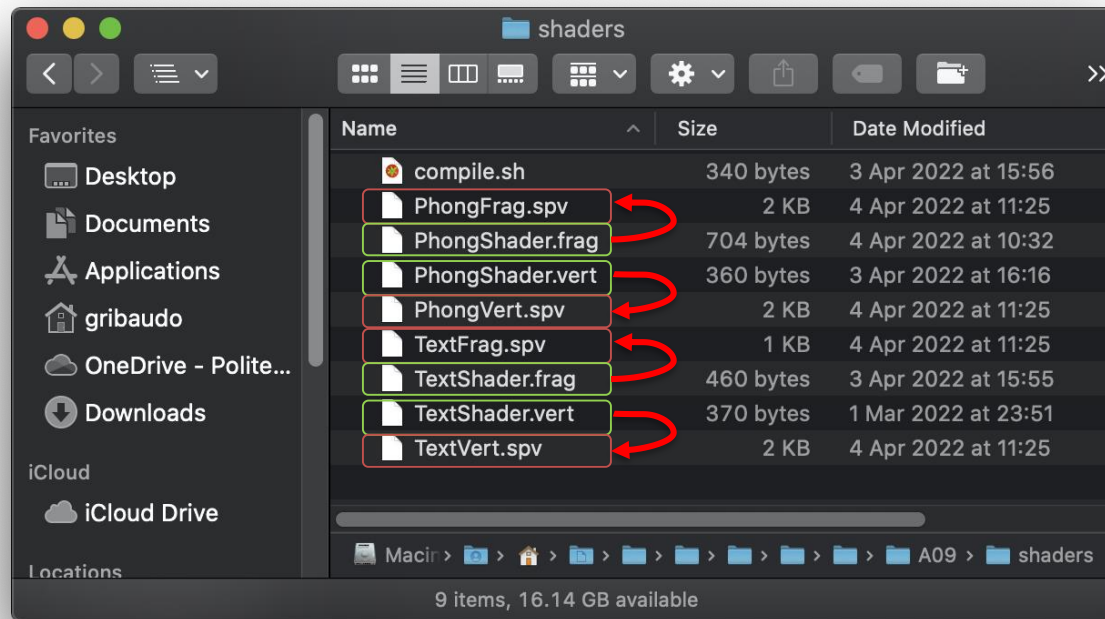 shaders
Favorites
Desktop
Documents
Applications
gribaudo
OneDrive - Polite...
Downloads
iCloud
iCloud Drive
Locations
Name Size Date Modified
compile.sh 340 bytes 3 Apr 2022 at 15:56
PhongFrag.spv 2 KB 4 Apr 2022 at 11:25
PhongShader.frag 704 bytes 4 Apr 2022 at 10:32
PhongShader.vert 360 bytes 3 Apr 2022 at 16:16
PhongVert.spv 2 KB 4 Apr 2022 at 11:25
TextFrag.spv 1 KB 4 Apr 2022 at 11:25
TextShader.frag 460 bytes 3 Apr 2022 at 15:55
TextShader.vert 370 bytes 1 Mar 2022 at 23:51
TextVert.spv 2 KB 4 Apr 2022 at 11:25
Macin › › › › › › › › › A09 › shaders
9 items, 16.14 GB available